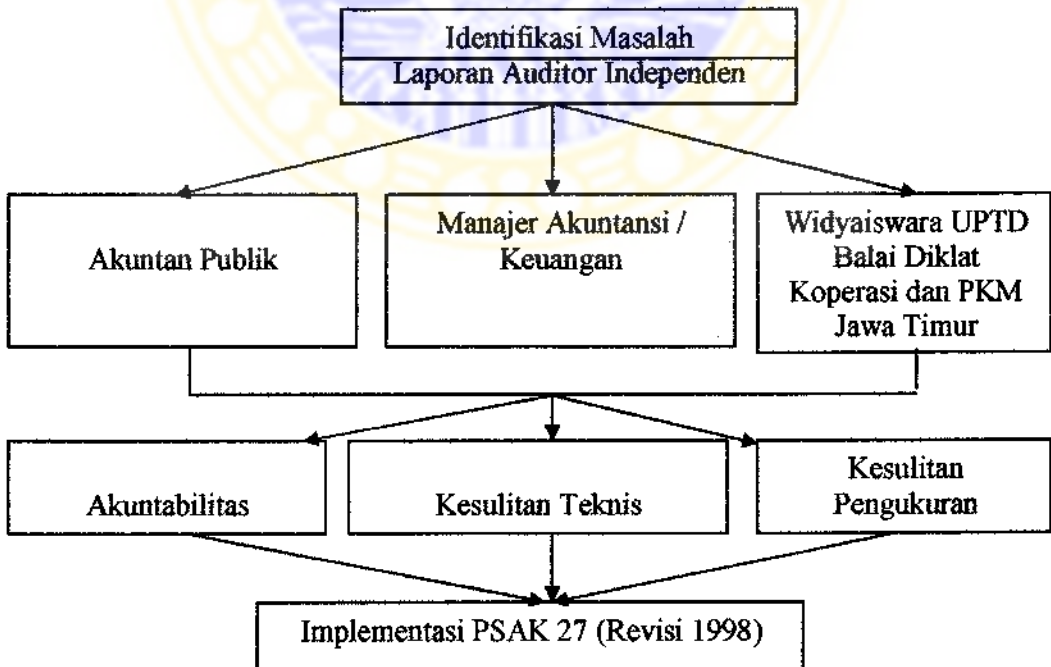 Identifikasi Masalah
Laporan Auditor Independen
Akuntan Publik
Manajer Akuntansi /
Keuangan
Widyaiswara UPTD
Balai Diklat
Koperasi dan PKM
Jawa Timur
Akuntabilitas
Kesulitan Teknis
Kesulitan
Pengukuran
Implementasi PSAK 27 (Revisi 1998)